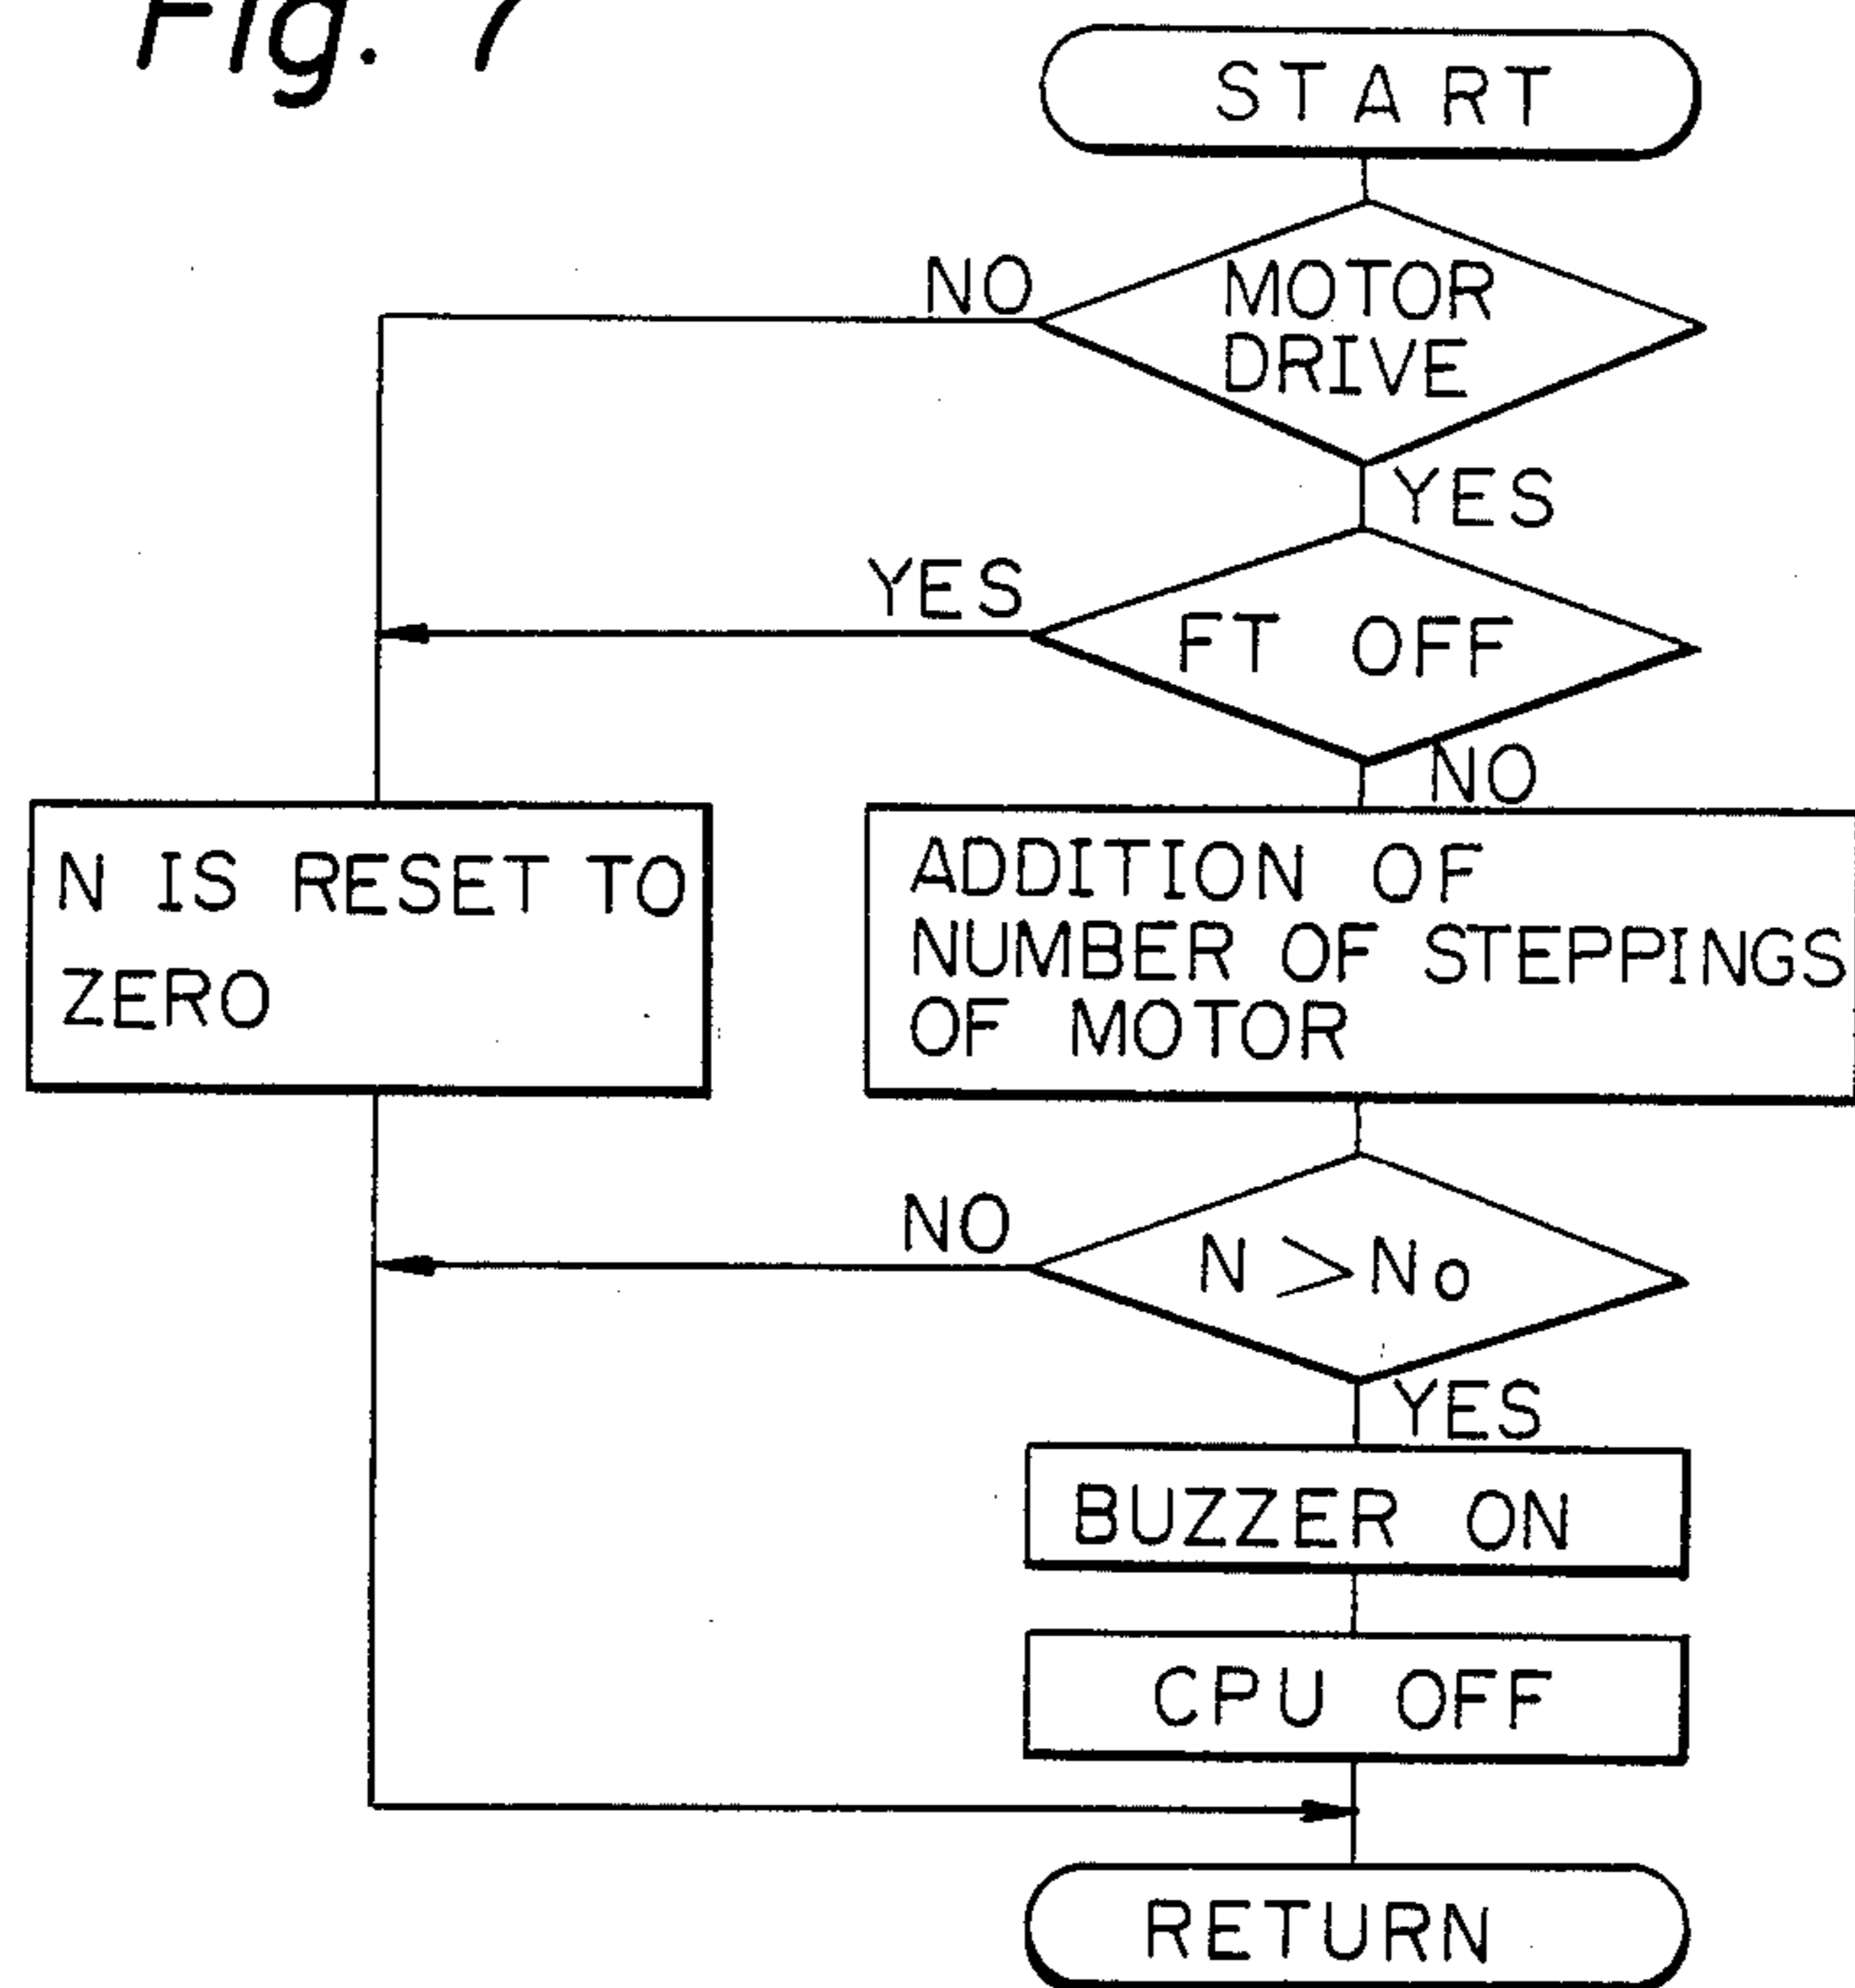 Fig. 7
START
NO
MOTOR
DRIVE
YES
YES
FT OFF
NO
N IS RESET TO
ZERO
ADDITION OF
NUMBER OF STEPPINGS
OF MOTOR
NO
N > No
YES
BUZZER ON
CPU OFF
RETURN